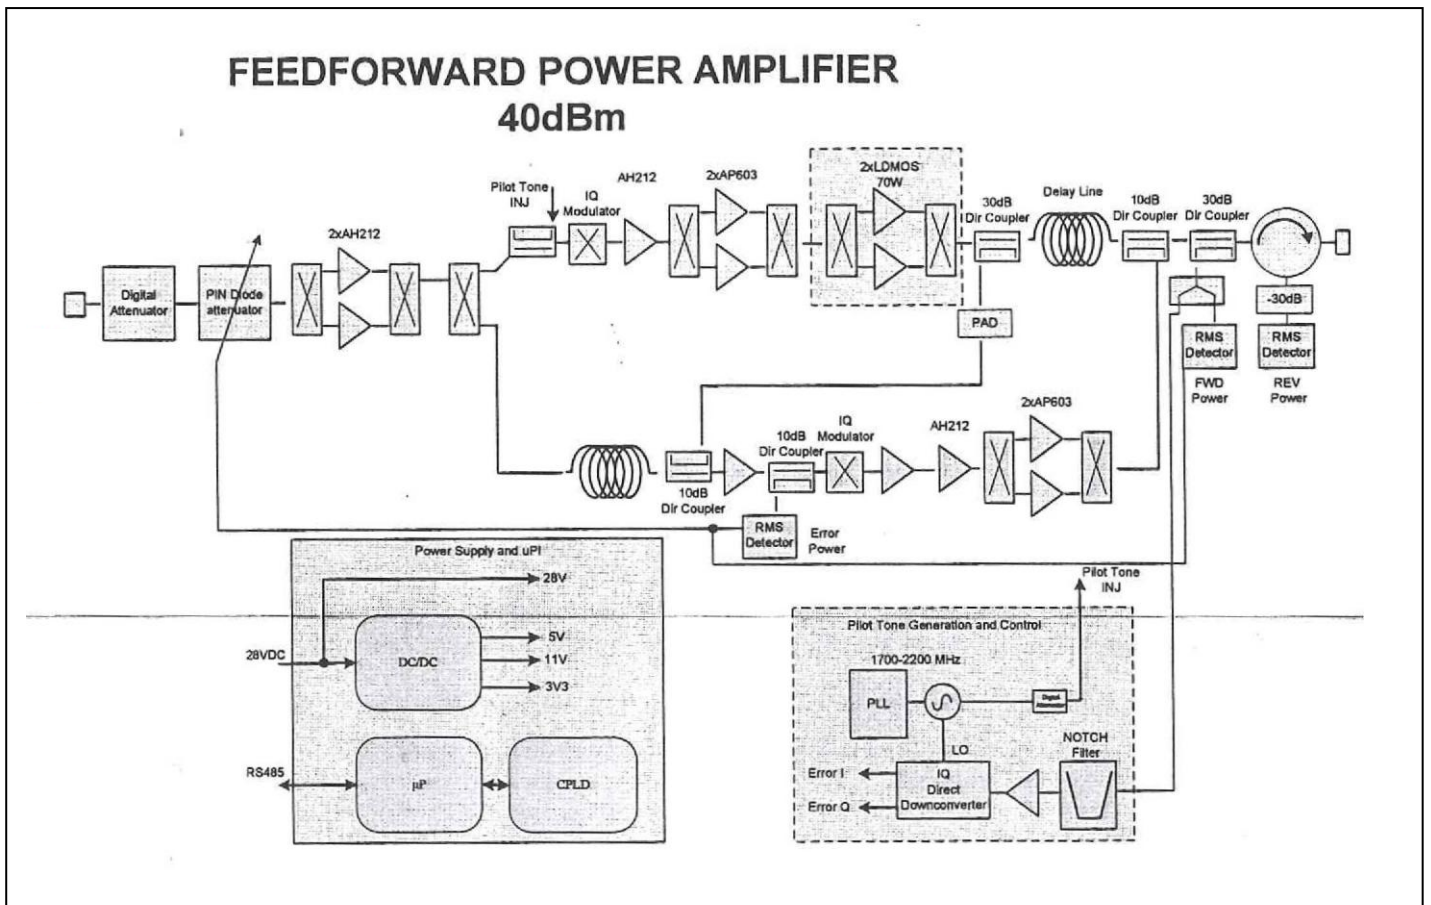 FEEDFORWARD POWER AMPLIFIER
40dBm
Pilot Tone
INJ
IQ
Modulator
AH212
2xAP603
2xLDMOS
70W
30dB
Dir Coupler
Delay Line
10dB
Dir Coupler
30dB
Dir Coupler
2xAH212
Digital
Attenuator
PIN Diode
attenuator
PAD
-30dB
RMS
Detector
FWD
Power
RMS
Detector
REV
Power
10dB
Dir Coupler
10dB
Dir Coupler
IQ
Modulator
AH212
2xAP603
RMS
Detector
Error
Power
Power Supply and uPI
28V
28VDC
DC/DC
5V
11V
3V3
RS485
µP
CPLD
Pilot Tone
INJ
Pilot Tone Generation and Control
1700-2200 MHz
PLL
Digital
Attenuator
LO
NOTCH
Filter
Error I
Error Q
IQ
Direct
Downconverter